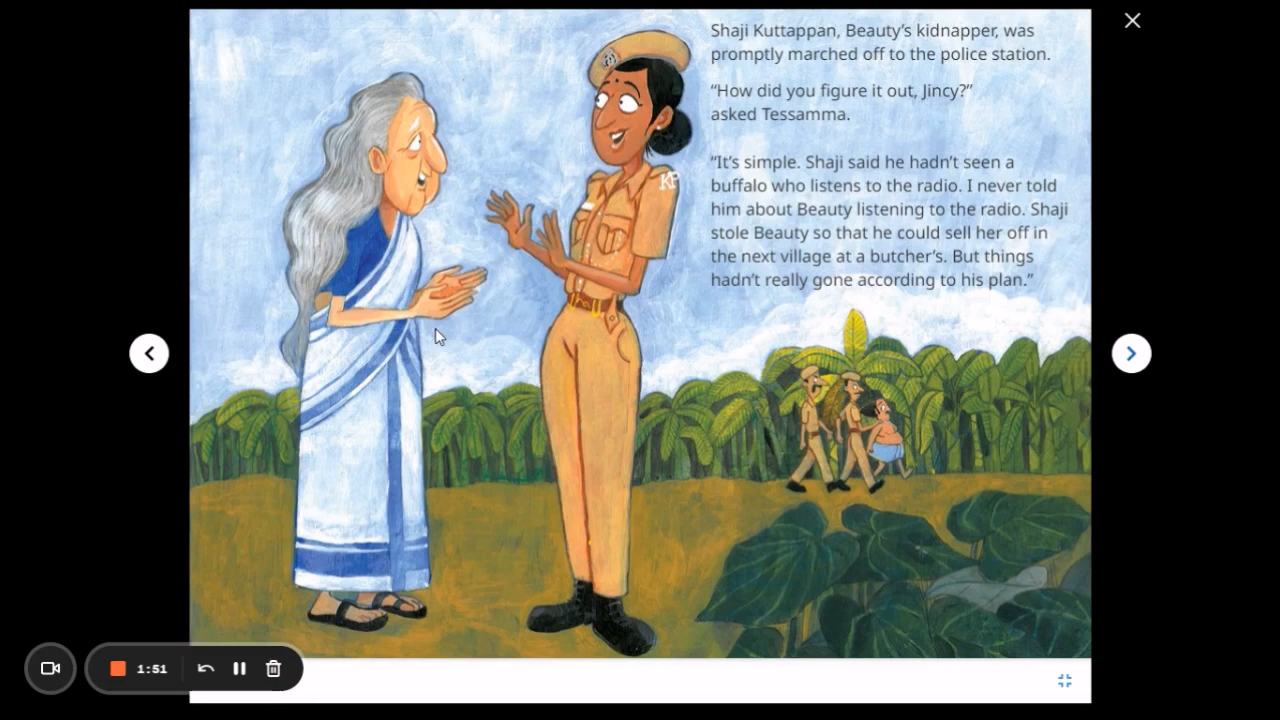 Shaji Kuttappan, Beauty’s kidnapper, was
promptly marched off to the police station.
“How did you figure it out, Jincy?”
asked Tessamma.
“It’s simple. Shaji said he hadn’t seen a
buffalo who listens to the radio. I never told
him about Beauty listening to the radio. Shaji
stole Beauty so that he could sell her off in
the next village at a butcher’s. But things
hadn’t really gone according to his plan.”
KP
1:51